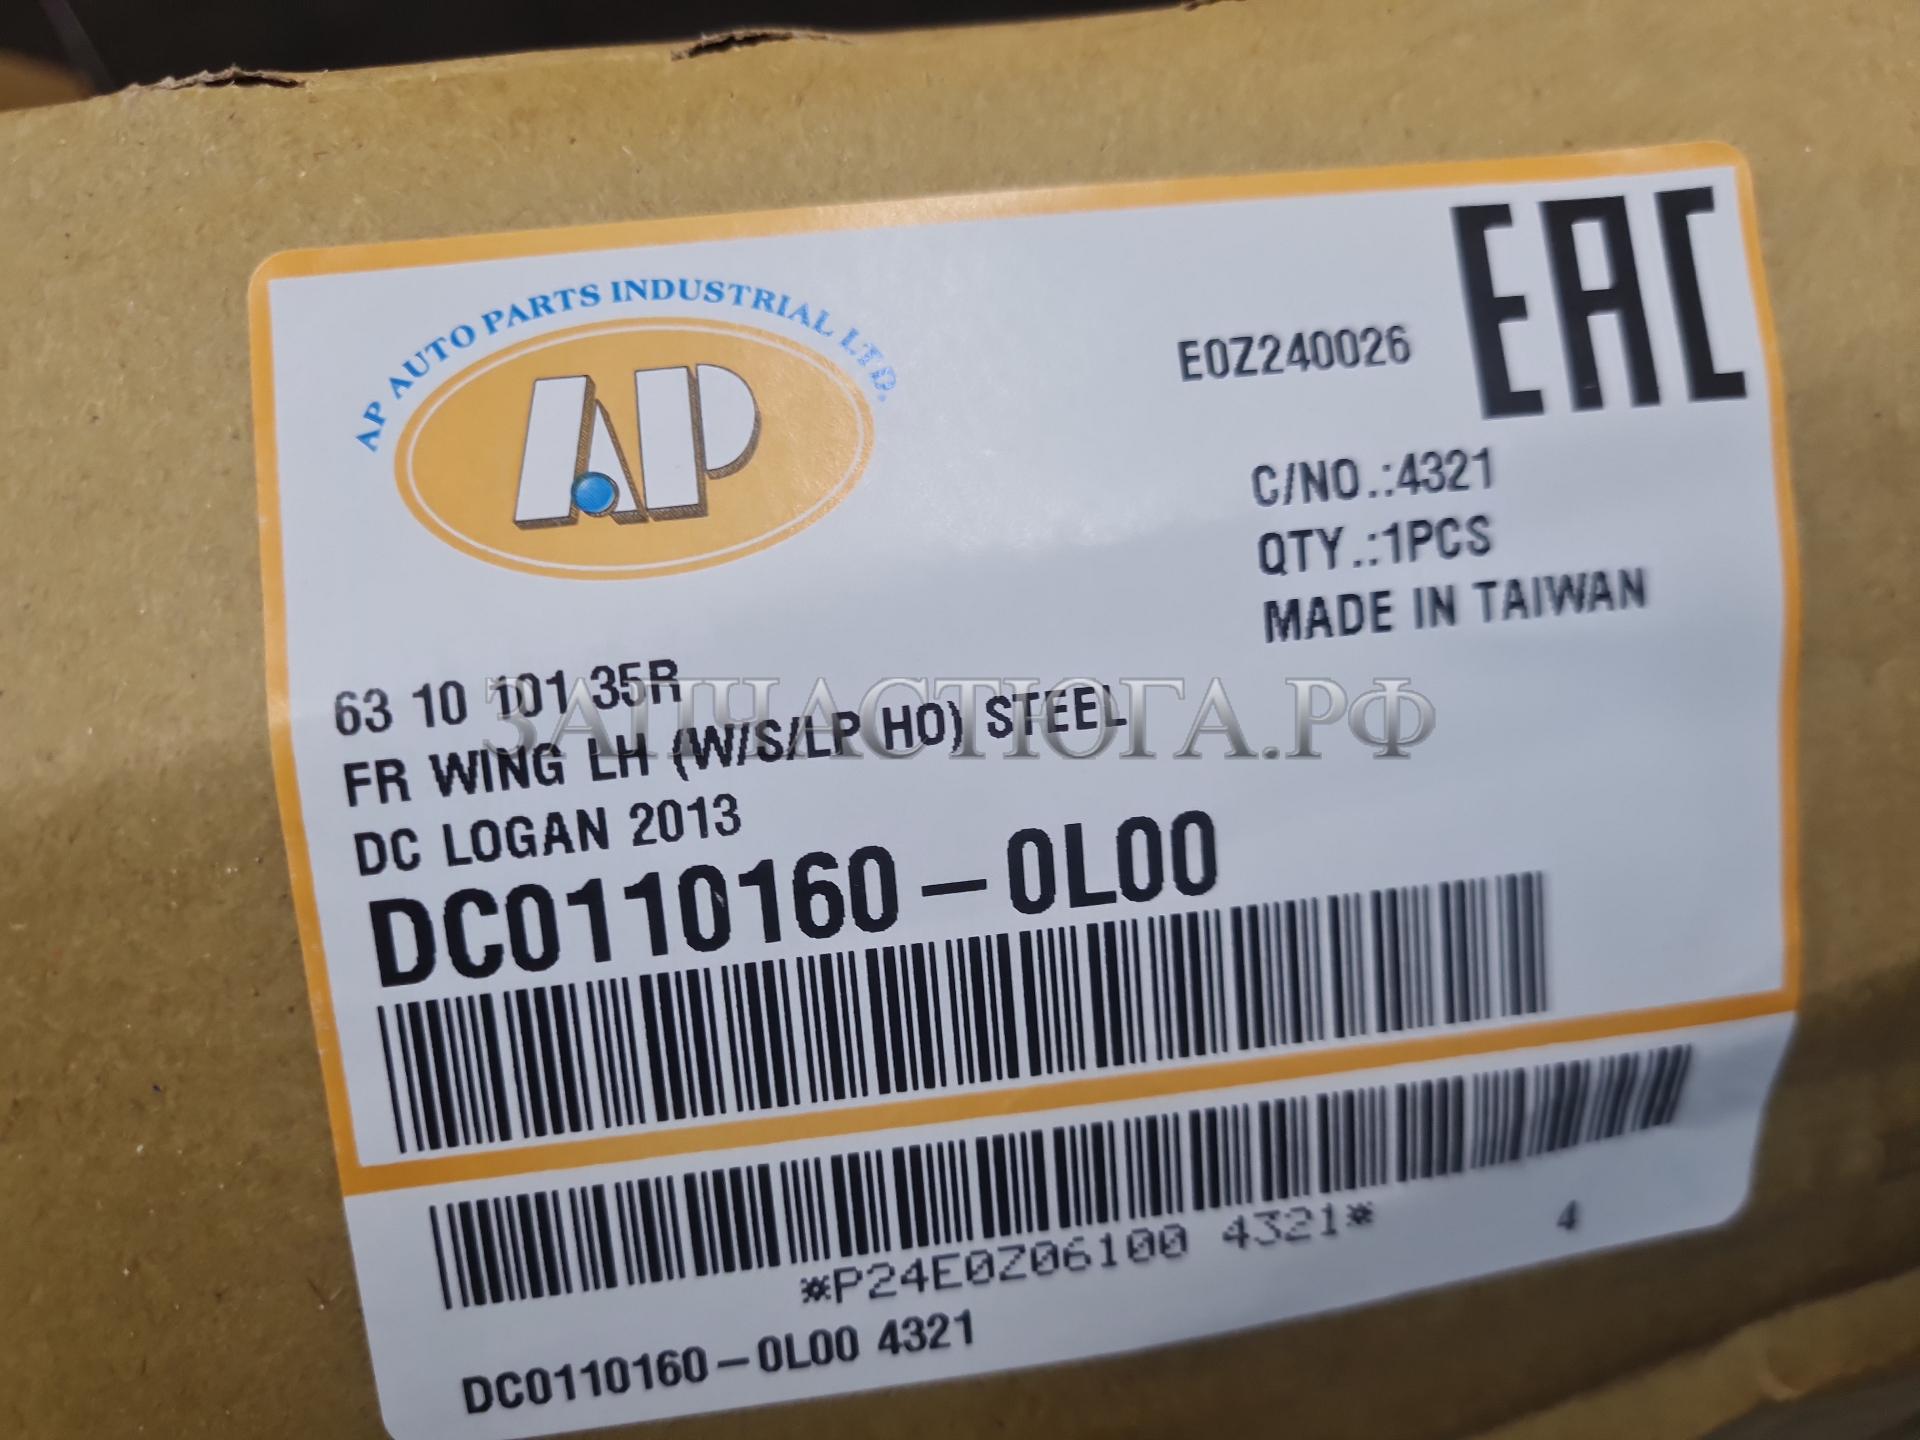 AP AUTO PARTS INDUSTRIAL LTD.
AP
EAC
E0Z240026
C/NO.:4321
QTY.:1PCS
MADE IN TAIWAN
63 10 101 35R
ЗАПЧАСТЮГА.РФ
FR WING LH (W/S/LP HO) STEEL
DC LOGAN 2013
DC0110160-0L00
*P24E0Z06100 4321*
4
DC0110160-0L00 4321